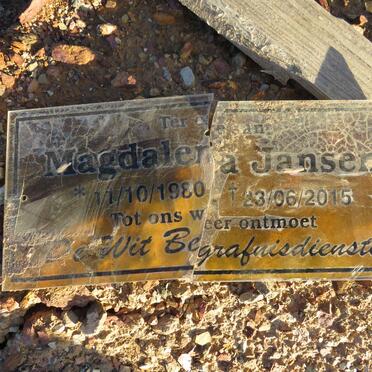 Ter
Magdalena Jansen
* 11/10/1980 † 23/06/2015
Tot ons weer ontmoet
De Wit Begrafnisdienste